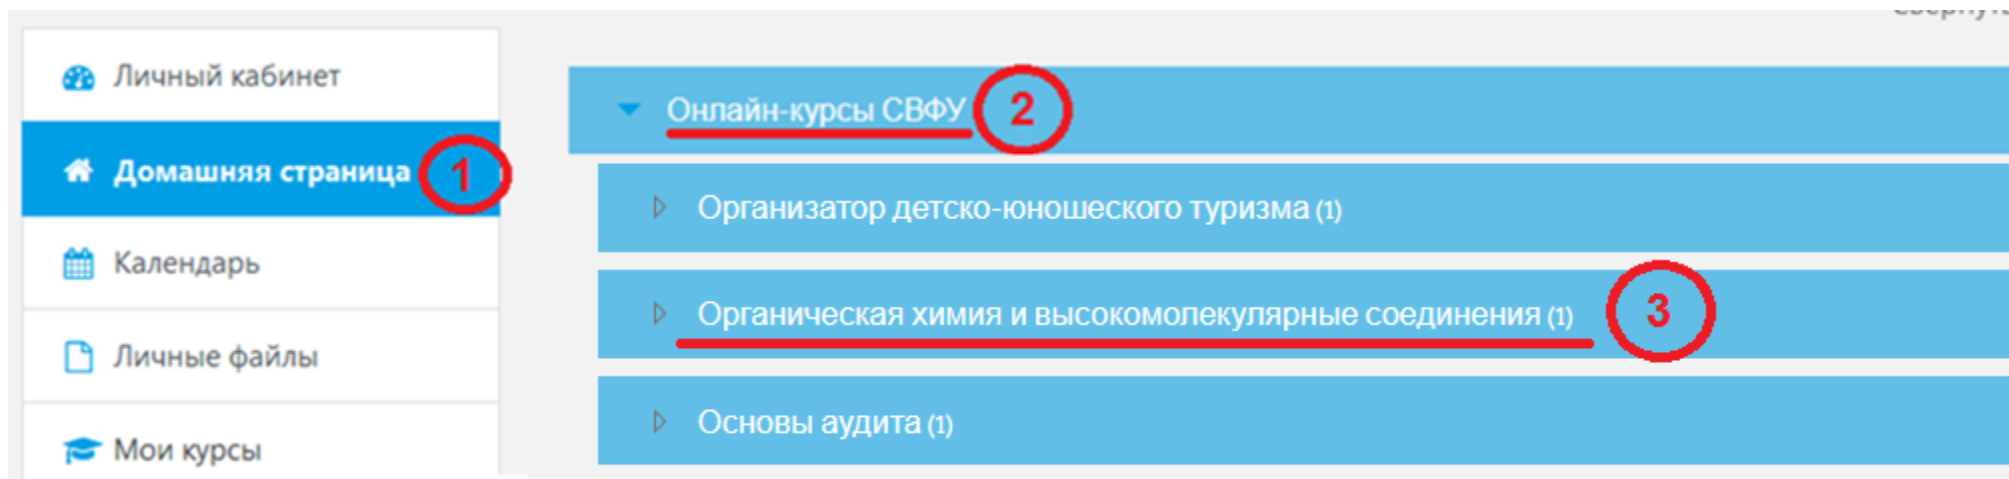 Личный кабинет
Домашняя страница 1
Календарь
Личные файлы
Мои курсы
Онлайн-курсы СВФУ 2
Организатор детско-юношеского туризма (1)
Органическая химия и высокомолекулярные соединения (1) 3
Основы аудита (1)